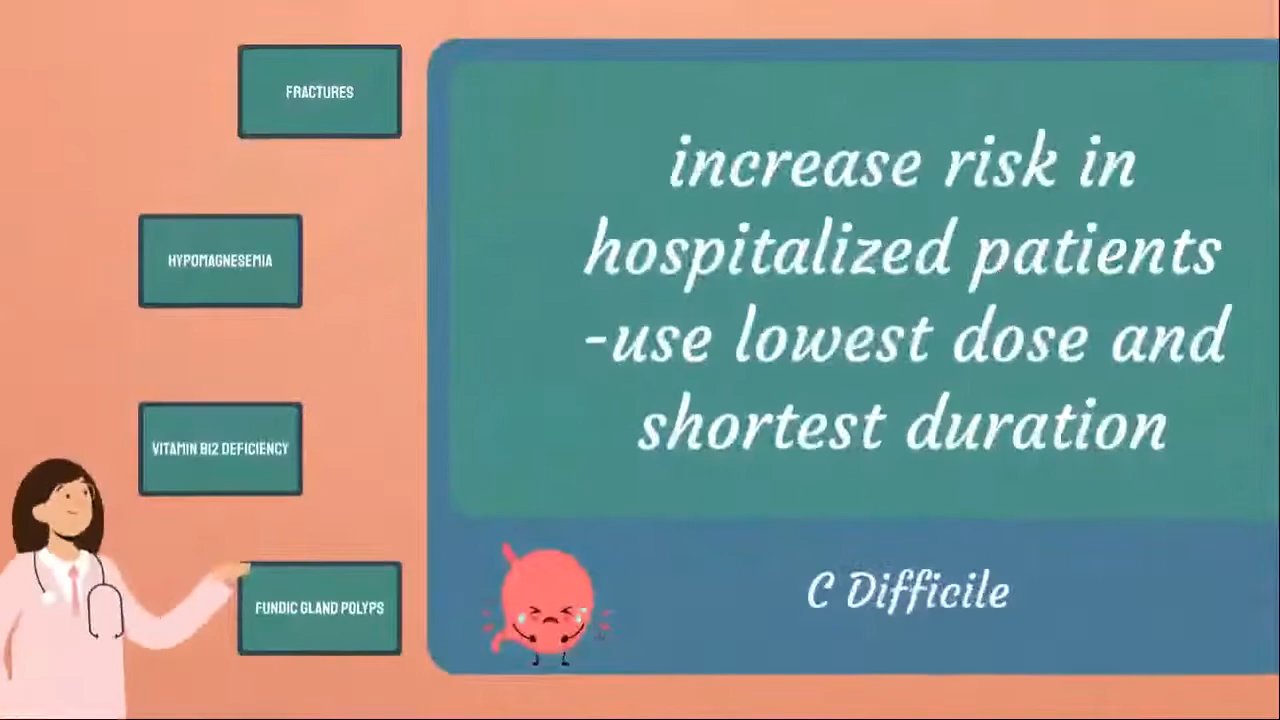 FRACTURES
HYPOMAGNESEMIA
VITAMIN B12 DEFICIENCY
FUNDIC GLAND POLYPS
increase risk in
hospitalized patients
-use lowest dose and
shortest duration
C Difficile